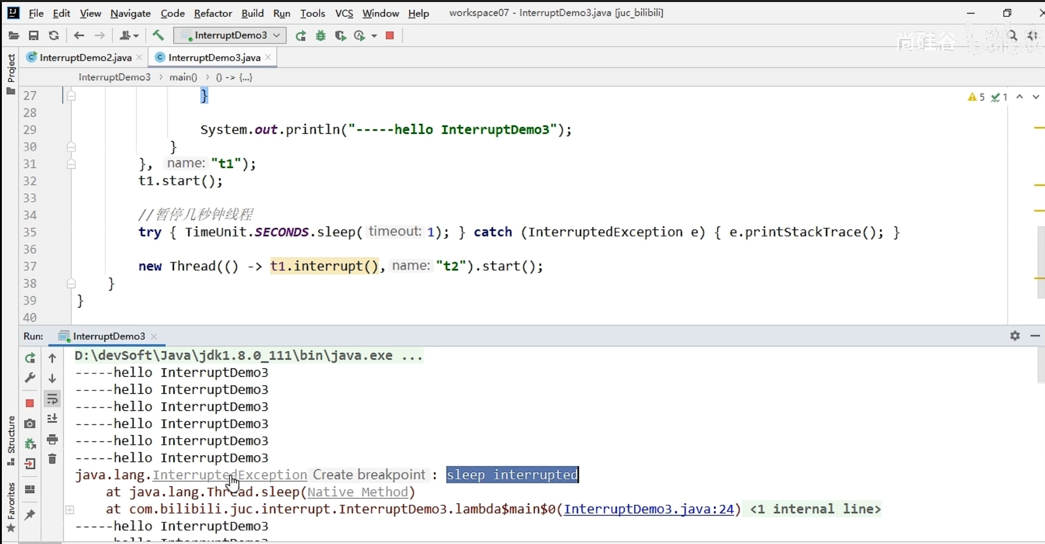 File Edit View Navigate Code Refactor Build Run Tools VCS Window Help workspace07 - InterruptDemo3.java [juc_bilibili]
InterruptDemo3
尚硅谷
InterruptDemo2.java InterruptDemo3.java
InterruptDemo3 main() () -> {...}
Project
27 }
5 1
28
29 System.out.println("-----hello InterruptDemo3");
30 }
31 }, name: "t1");
32 t1.start();
33
34 //暂停几秒钟线程
35 try { TimeUnit.SECONDS.sleep( timeout: 1); } catch (InterruptedException e) { e.printStackTrace(); }
36
37 new Thread(() -> t1.interrupt(), name: "t2").start();
38 }
39 }
40
Run: InterruptDemo3
D:\devSoft\Java\jdk1.8.0_111\bin\java.exe ...
-----hello InterruptDemo3
-----hello InterruptDemo3
-----hello InterruptDemo3
-----hello InterruptDemo3
-----hello InterruptDemo3
-----hello InterruptDemo3
java.lang.InterruptedException Create breakpoint : sleep interrupted
at java.lang.Thread.sleep(Native Method)
at com.bilibili.juc.interrupt.InterruptDemo3.lambda$main$0(InterruptDemo3.java:24) <1 internal line>
-----hello InterruptDemo3
-----hello InterruptDemo3
Structure
Favorites